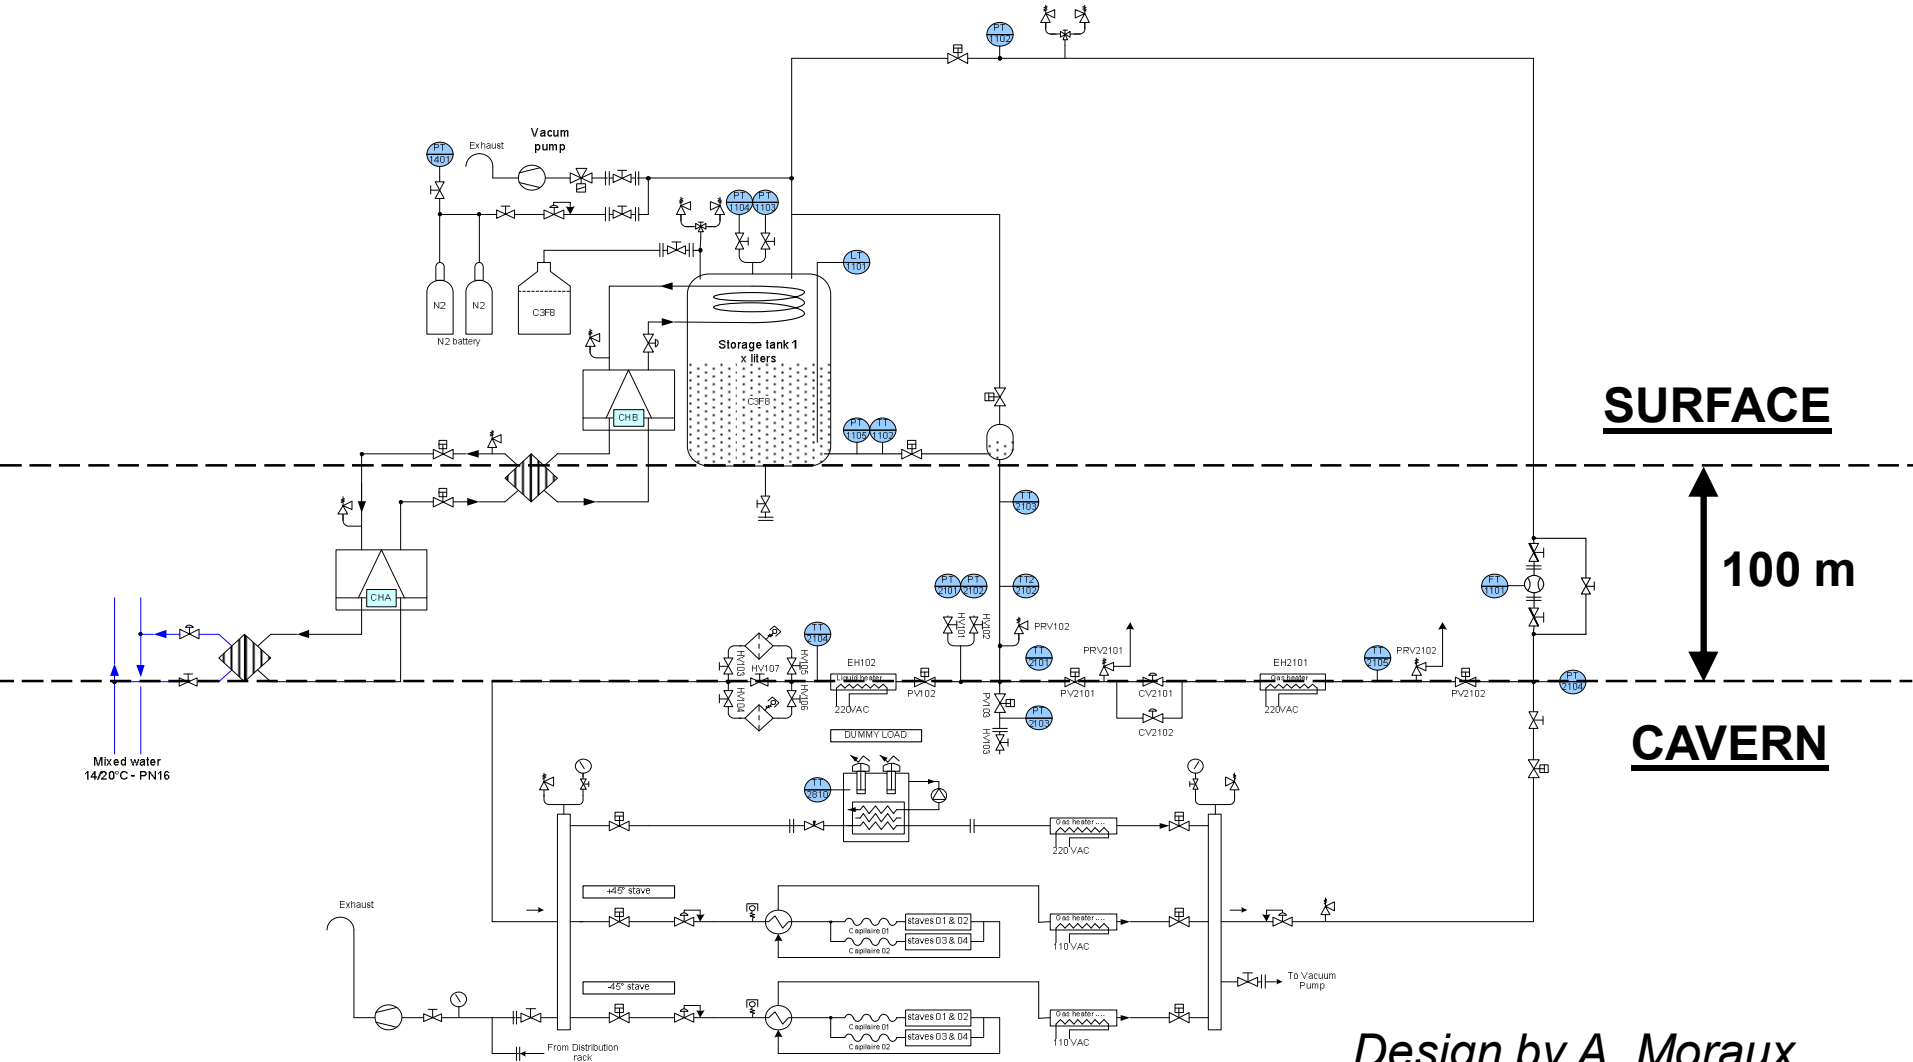 PT
1102
Vacum
pump
Exhaust
PT
1401
PT
1104
PT
1103
LT
1101
N2
N2
C3F8
N2 battery
Storage tank 1
x liters
C3F8
CHB
PT
1105
TT
1102
SURFACE
TT
2103
100 m
CHA
PT
2101
PT
2102
TT2
2102
FT
1101
HV101
HV102
PRV102
TT
2104
TT
2101
PRV2101
TT
2105
PRV2102
HV103
HV105
HV107
EH102
Liquid heater
220VAC
PV102
PV2101
CV2101
EH2101
Gas heater
220VAC
PV2102
PT
2104
HV104
HV106
PV103
PT
2103
CV2102
HV103
DUMMY LOAD
CAVERN
Mixed water
14/20°C - PN16
TT
2810
Gas heater ....
220 VAC
+45° stave
Exhaust
Capilaire 01
staves 01 & 02
Capilaire 02
staves 03 & 04
Gas heater ....
110 VAC
-45° stave
To Vacuum
Pump
Capilaire 01
staves 01 & 02
Capilaire 02
staves 03 & 04
Gas heater ....
110 VAC
From Distribution
rack
Design by A. Moraux